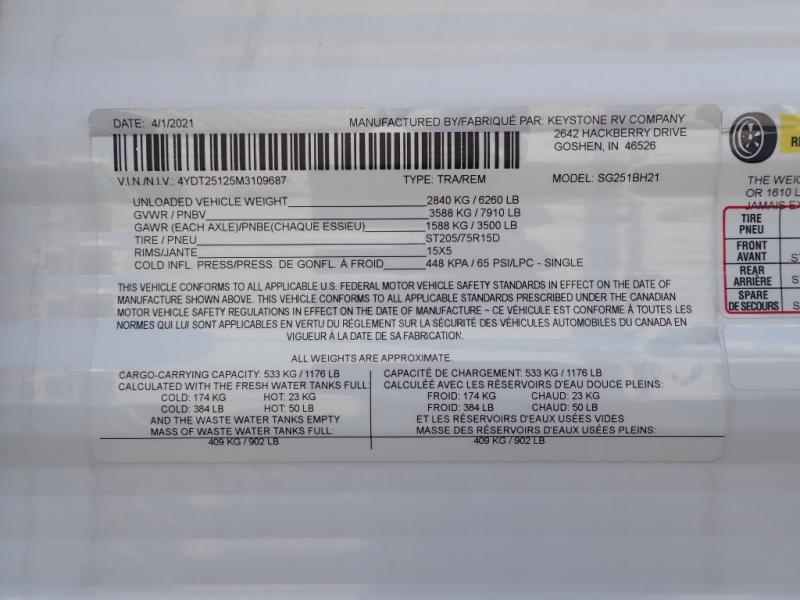 DATE: 4/1/2021 MANUFACTURED BY/FABRIQUÉ PAR: KEYSTONE RV COMPANY
2642 HACKBERRY DRIVE
GOSHEN, IN 46526
V.I.N./N.I.V.: 4YDT25125M3109687 TYPE: TRA/REM MODEL: SG251BH21
UNLOADED VEHICLE WEIGHT 2840 KG / 6260 LB
GVWR / PNBV 3588 KG / 7910 LB
GAWR (EACH AXLE)/PNBE(CHAQUE ESSIEU) 1588 KG / 3500 LB
TIRE / PNEU ST205/75R15D
RIMS/JANTE 15X5
COLD INFL. PRESS/PRESS. DE GONFL. À FROID 448 KPA / 65 PSI/LPC - SINGLE
THIS VEHICLE CONFORMS TO ALL APPLICABLE U.S. FEDERAL MOTOR VEHICLE SAFETY STANDARDS IN EFFECT ON THE DATE OF
MANUFACTURE SHOWN ABOVE. THIS VEHICLE CONFORMS TO ALL APPLICABLE STANDARDS PRESCRIBED UNDER THE CANADIAN
MOTOR VEHICLE SAFETY REGULATIONS IN EFFECT ON THE DATE OF MANUFACTURE ~ CE VÉHICULE EST CONFORME À TOUTES LES
NORMES QUI LUI SONT APPLICABLES EN VERTU DU RÉGLEMENT SUR LA SÉCURITÉ DES VÉHICULES AUTOMOBILES DU CANADA EN
VIGUEUR À LA DATE DE SA FABRICATION.
ALL WEIGHTS ARE APPROXIMATE.
CARGO-CARRYING CAPACITY: 533 KG / 1176 LB
CALCULATED WITH THE FRESH WATER TANKS FULL:
COLD: 174 KG HOT: 23 KG
COLD: 384 LB HOT: 50 LB
AND THE WASTE WATER TANKS EMPTY
MASS OF WASTE WATER TANKS FULL:
409 KG / 902 LB
CAPACITÉ DE CHARGEMENT: 533 KG / 1176 LB
CALCULÉE AVEC LES RÉSERVOIRS D'EAU DOUCE PLEINS:
FROID: 174 KG CHAUD: 23 KG
FROID: 384 LB CHAUD: 50 LB
ET LES RÉSERVOIRS D'EAUX USÉES VIDES
MASSE DES RÉSERVOIRS D'EAUX USÉES PLEINS:
409 KG / 902 LB
THE
OR 1610
JAMAIS
TIRE
PNEU
FRONT
AVANT
REAR
ARRIÈRE
SPARE
DE SECOURS